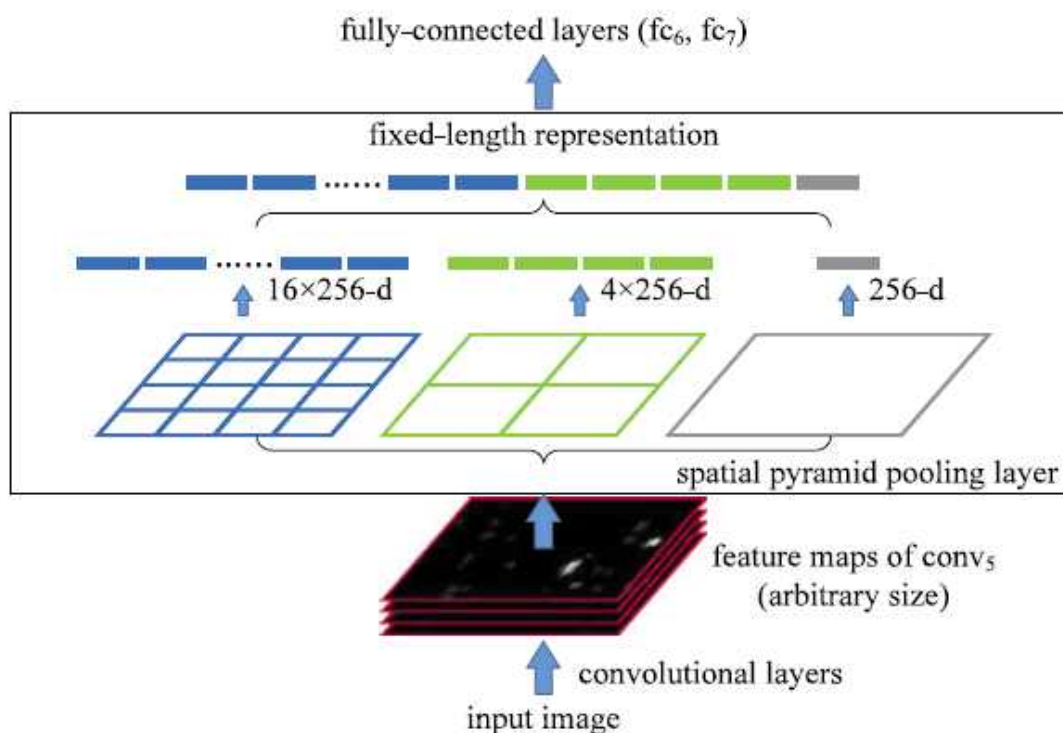 fully-connected layers (fc₆, fc₇)
fixed-length representation
16×256-d
4×256-d
256-d
spatial pyramid pooling layer
feature maps of conv₅
(arbitrary size)
convolutional layers
input image